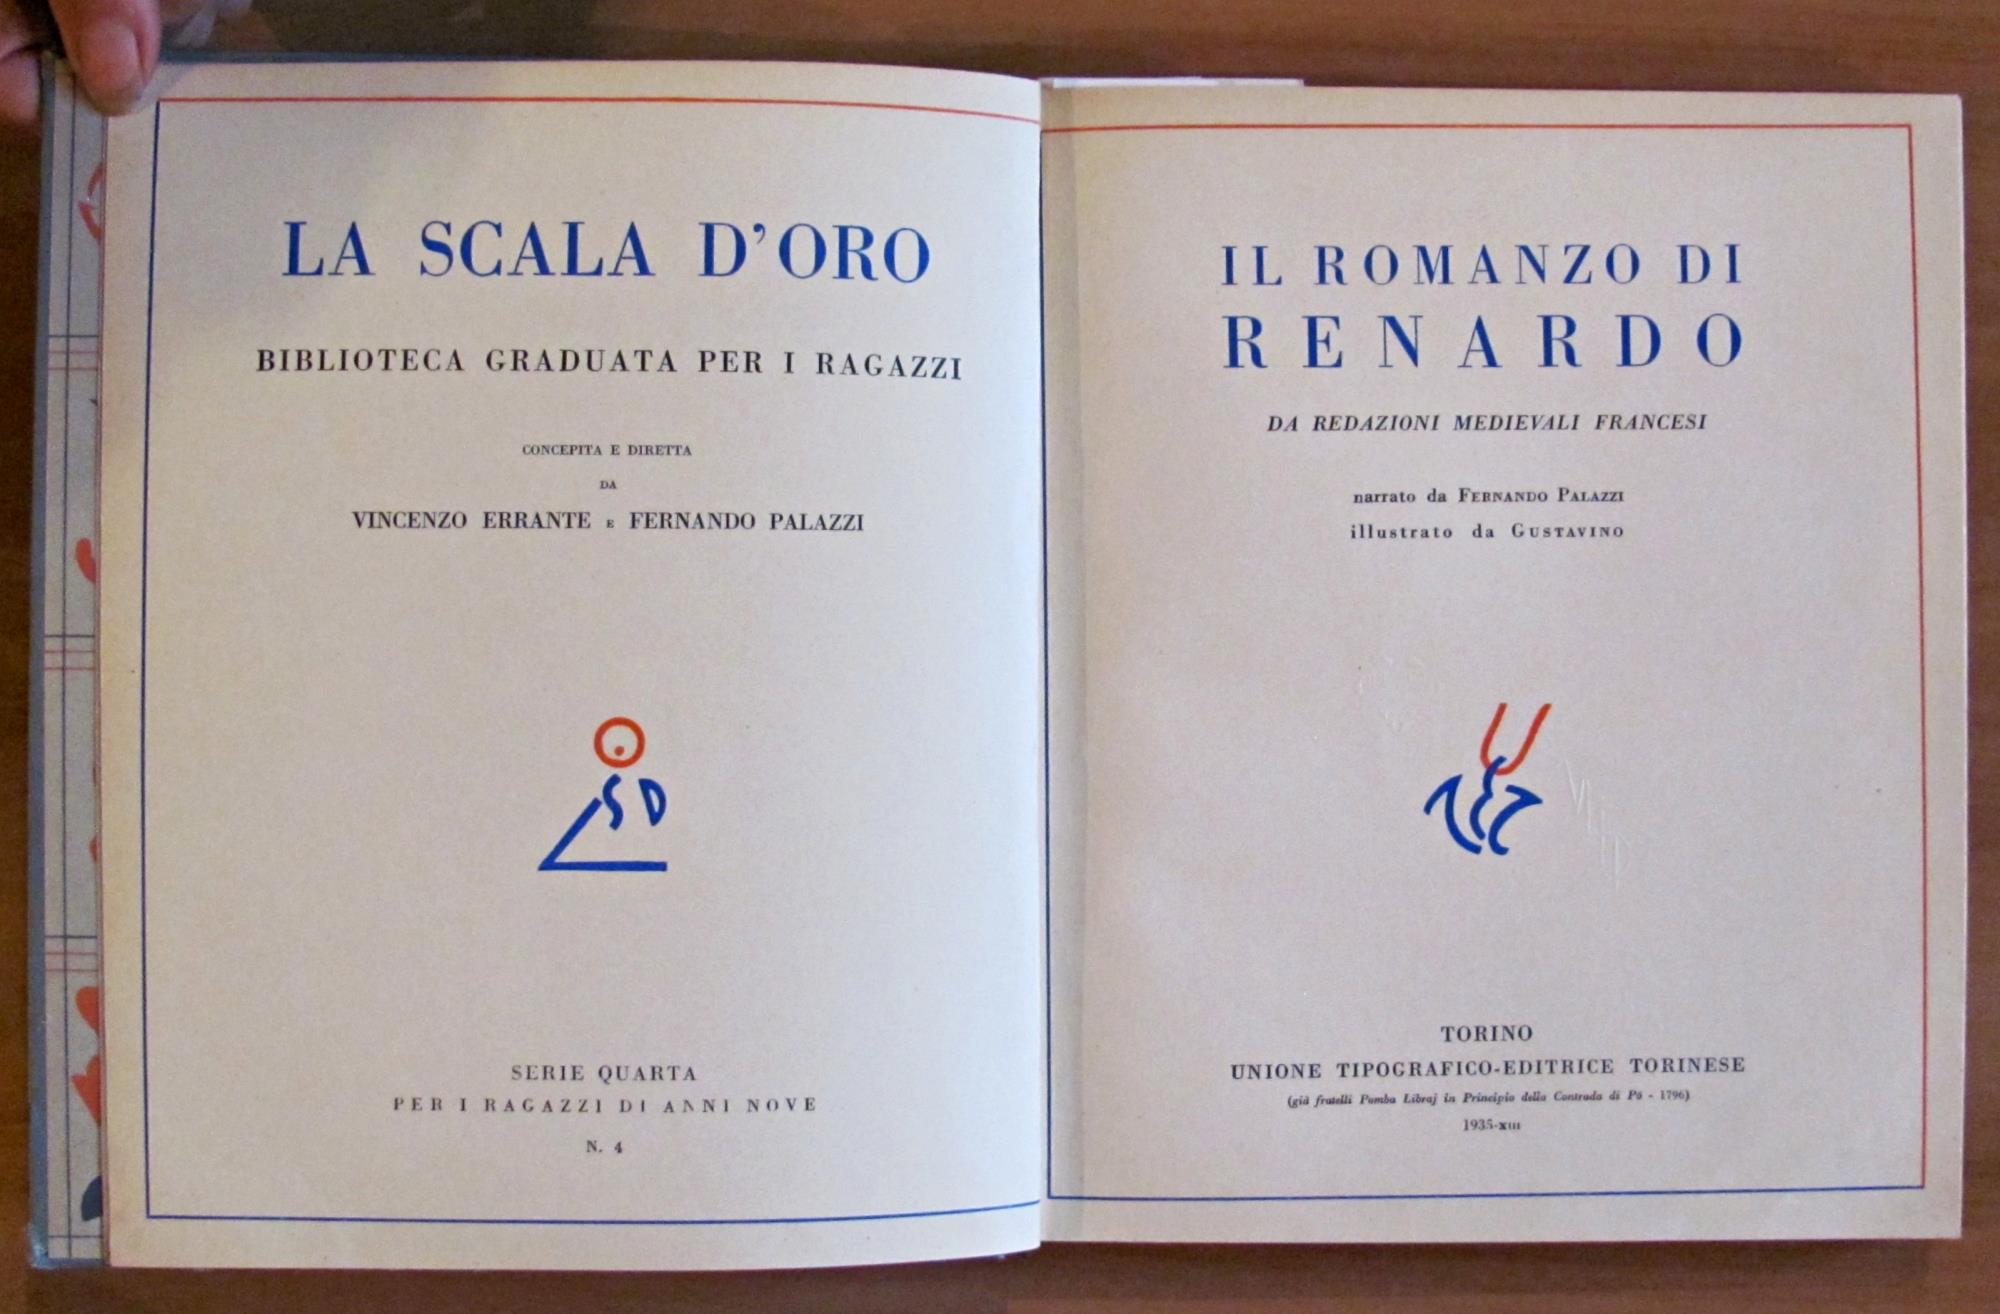 LA SCALA D'ORO
BIBLIOTECA GRADUATA PER I RAGAZZI
CONCEPITA E DIRETTA
DA
VINCENZO ERRANTE E FERNANDO PALAZZI
SD
SERIE QUARTA
PER I RAGAZZI DI ANNI NOVE
N. 4
IL ROMANZO DI
RENARDO
DA REDAZIONI MEDIEVALI FRANCESI
narrato da FERNANDO PALAZZI
illustrato da GUSTAVINO
TORINO
UNIONE TIPOGRAFICO-EDITRICE TORINESE
(già fratelli Pomba Libraj in Principio della Contrada di Po - 1796)
1935-XIII